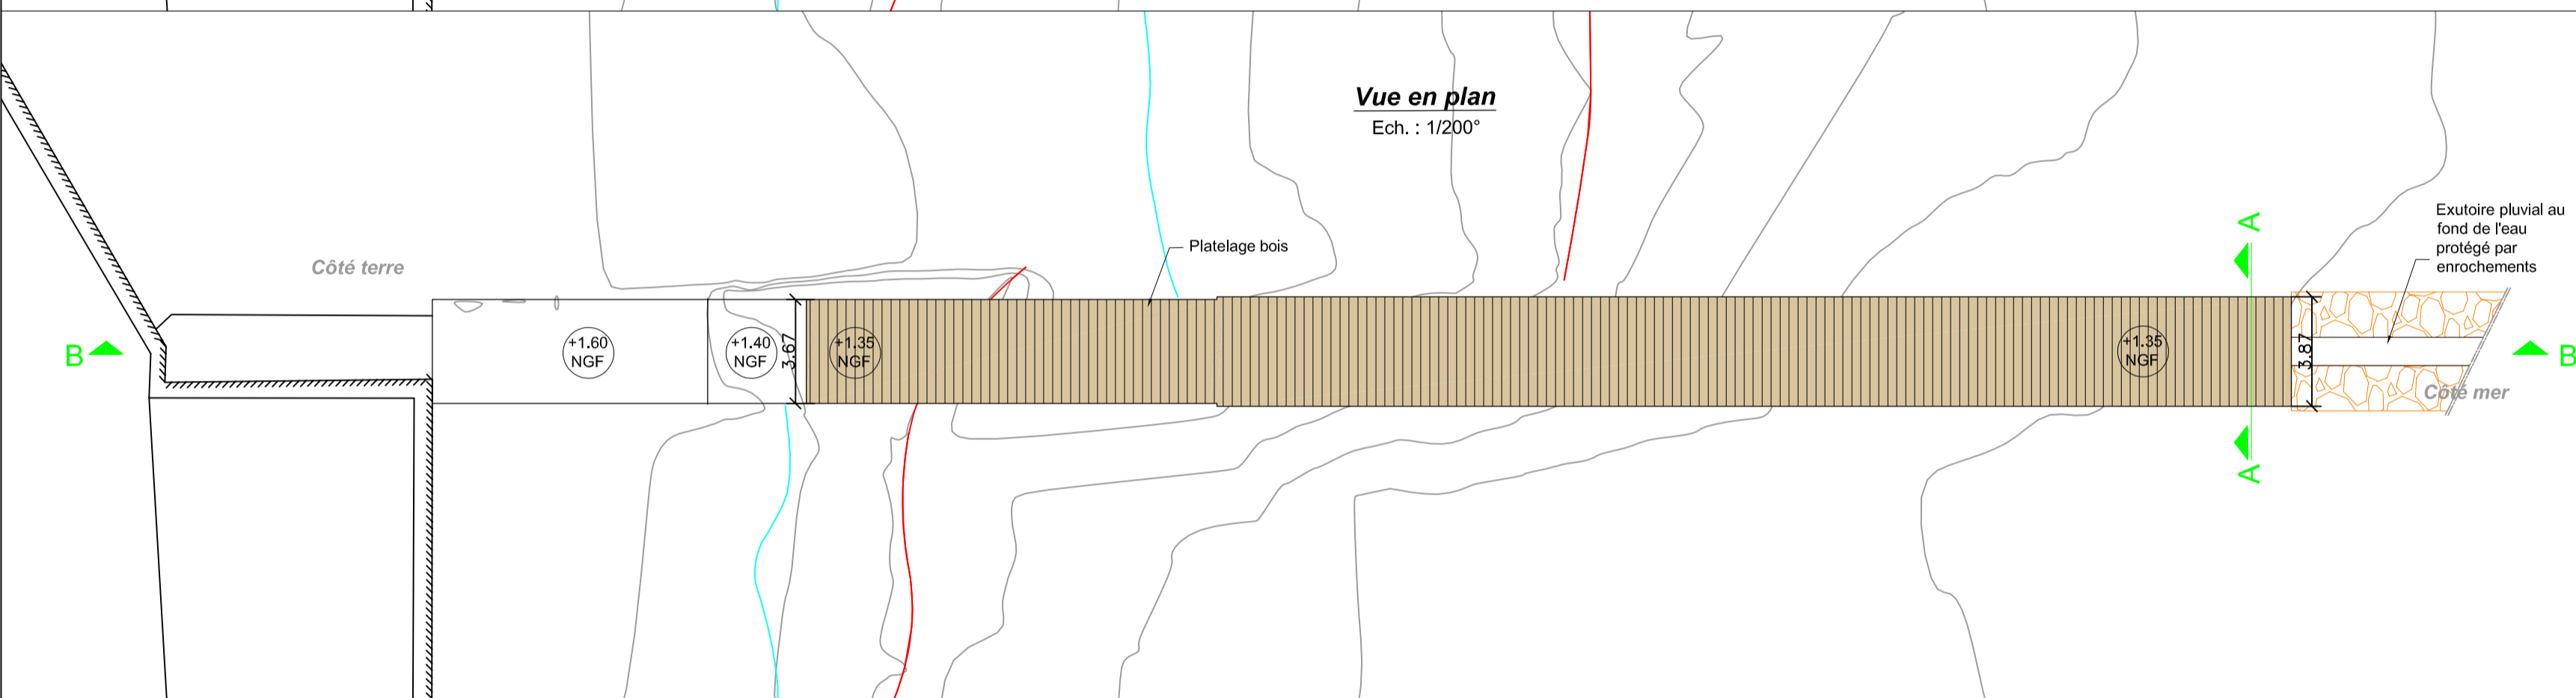 Vue en plan
Ech. : 1/200°
Exutoire pluvial au
fond de l'eau
protégé par
enrochements
A
Platelage bois
Côté terre
B
+1.60
NGF
+1.40
NGF
3.67
+1.35
NGF
+1.35
NGF
3.87
B
Côté mer
A